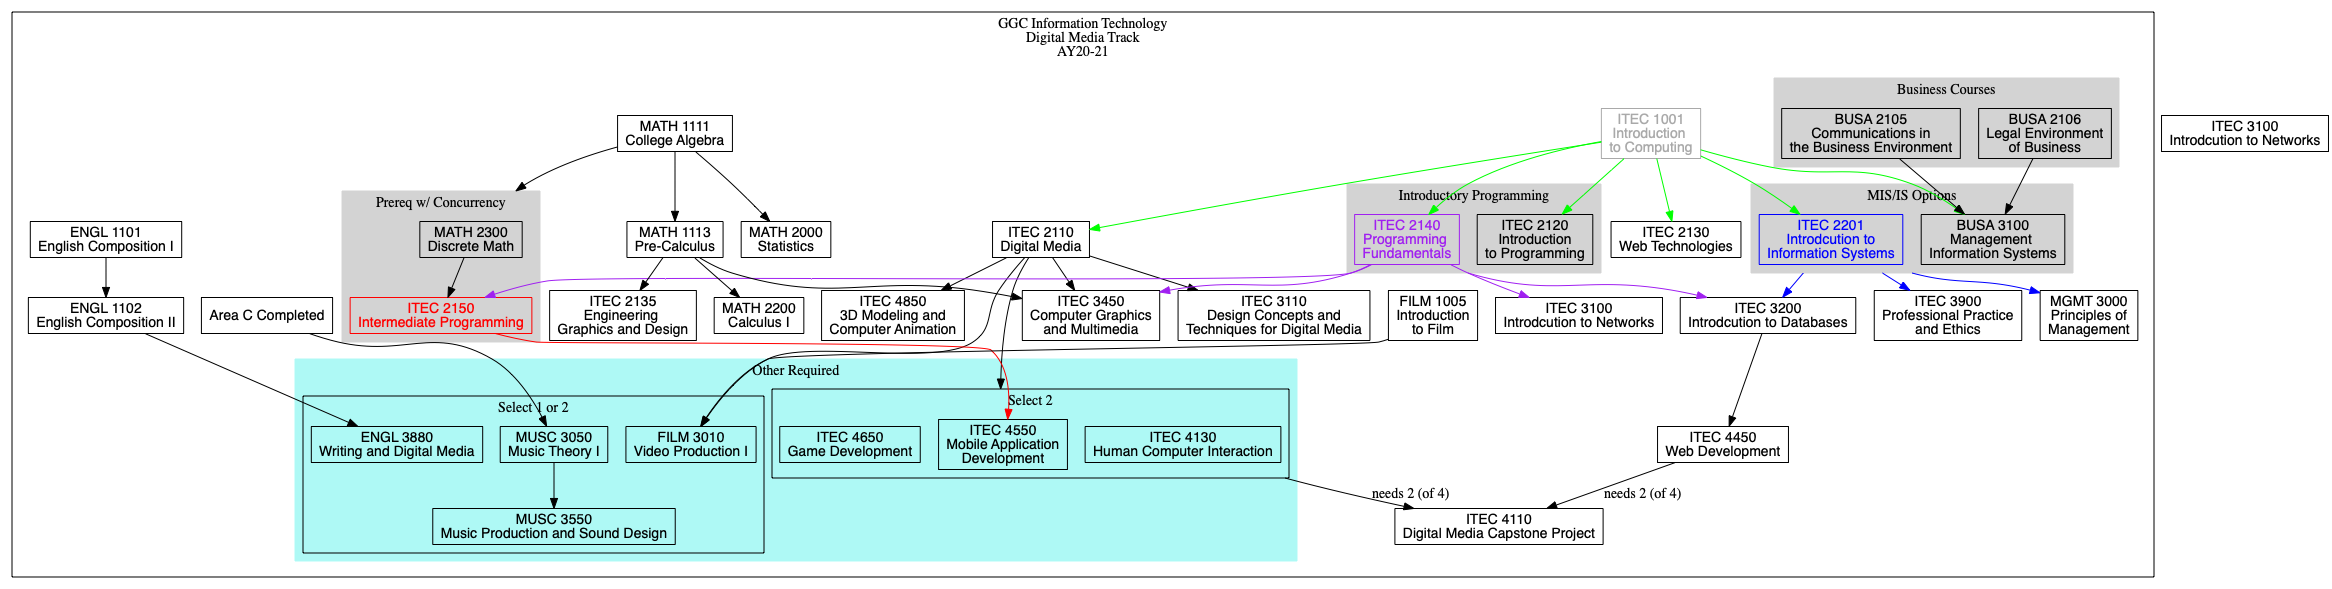 GGC Information Technology
Digital Media Track
AY20-21
Business Courses
ITEC 1001
Introduction
to Computing
BUSA 2105
Communications in
the Business Environment
BUSA 2106
Legal Environment
of Business
ITEC 3100
Introdcution to Networks
MATH 1111
College Algebra
Prereq w/ Concurrency
Introductory Programming
MIS/IS Options
ENGL 1101
English Composition I
MATH 2300
Discrete Math
MATH 1113
Pre-Calculus
MATH 2000
Statistics
ITEC 2110
Digital Media
ITEC 2140
Programming
Fundamentals
ITEC 2120
Introduction
to Programming
ITEC 2130
Web Technologies
ITEC 2201
Introdcution to
Information Systems
BUSA 3100
Management
Information Systems
ENGL 1102
English Composition II
Area C Completed
ITEC 2150
Intermediate Programming
ITEC 2135
Engineering
Graphics and Design
MATH 2200
Calculus I
ITEC 4850
3D Modeling and
Computer Animation
ITEC 3450
Computer Graphics
and Multimedia
ITEC 3110
Design Concepts and
Techniques for Digital Media
FILM 1005
Introduction
to Film
ITEC 3100
Introdcution to Networks
ITEC 3200
Introdcution to Databases
ITEC 3900
Professional Practice
and Ethics
MGMT 3000
Principles of
Management
Other Required
Select 1 or 2
Select 2
ENGL 3880
Writing and Digital Media
MUSC 3050
Music Theory I
FILM 3010
Video Production I
ITEC 4650
Game Development
ITEC 4550
Mobile Application
Development
ITEC 4130
Human Computer Interaction
ITEC 4450
Web Development
needs 2 (of 4)
needs 2 (of 4)
MUSC 3550
Music Production and Sound Design
ITEC 4110
Digital Media Capstone Project